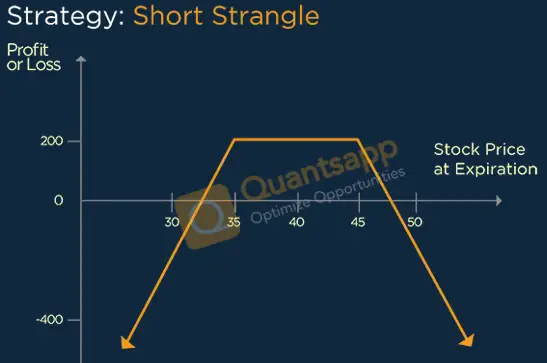 Strategy: Short Strangle
Profit
or Loss
200
Stock Price
at Expiration
Quantsapp
Optimize Opportunities
0
30
35
40
45
50
-400